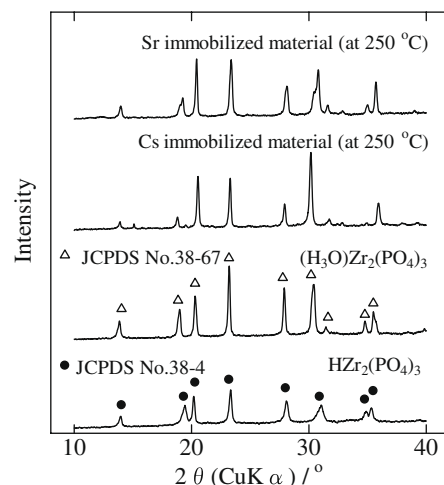 Sr immobilized material (at 250 °C)
Cs immobilized material (at 250 °C)
Intensity
△ JCPDS No.38-67 (H₃O)Zr₂(PO₄)₃
● JCPDS No.38-4 HZr₂(PO₄)₃
10 20 30 40
2 θ (CuK α) / °